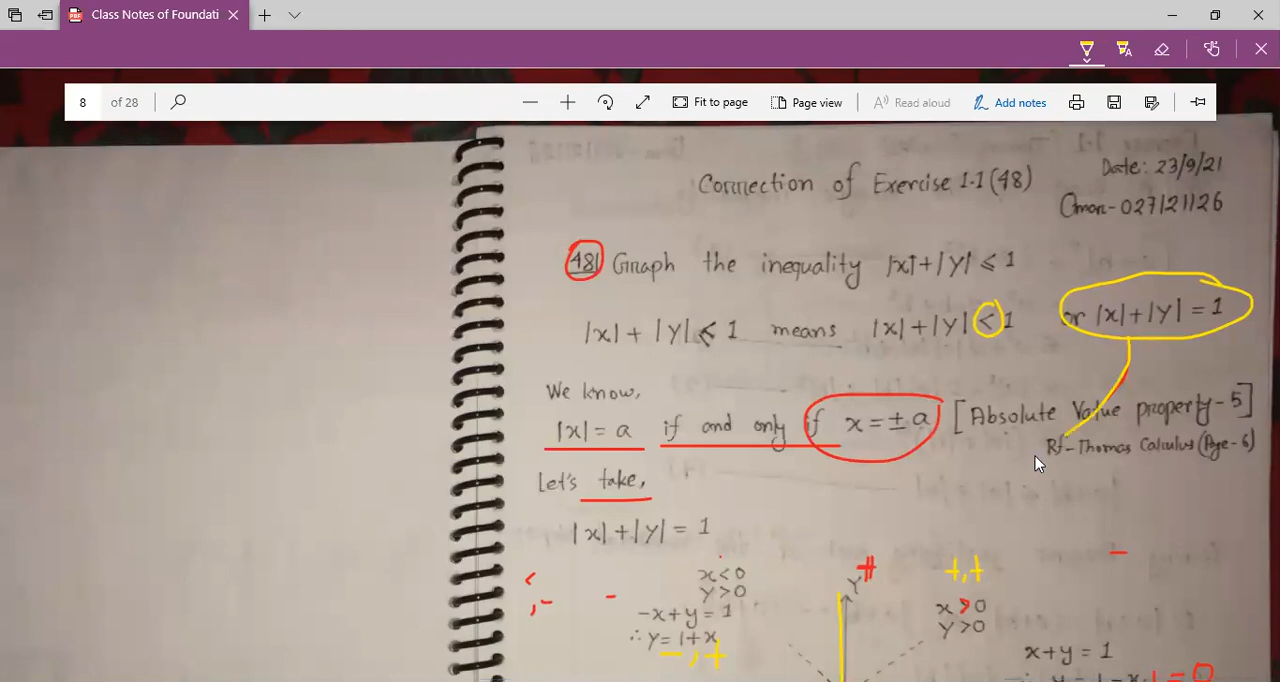 Class Notes of Foundati
8 of 28
Fit to page
Page view
Read aloud
Add notes
Date: 23/9/21
Connection of Exercise 1.1 (48)
48) Graph the inequality |x|+|y| ≤ 1
|x| + |y| ≤ 1 means |x| + |y| < 1 or |x| + |y| = 1
We know,
|x| = a if and only if x = ± a [Absolute Value property-5]
Rf-Thomas Calculus (Page-6)
Let's take,
|x| + |y| = 1
x<0
y>0
-x+y = 1
∴ y = 1+x
-,+
Y
+,+
x>0
y>0
x+y = 1